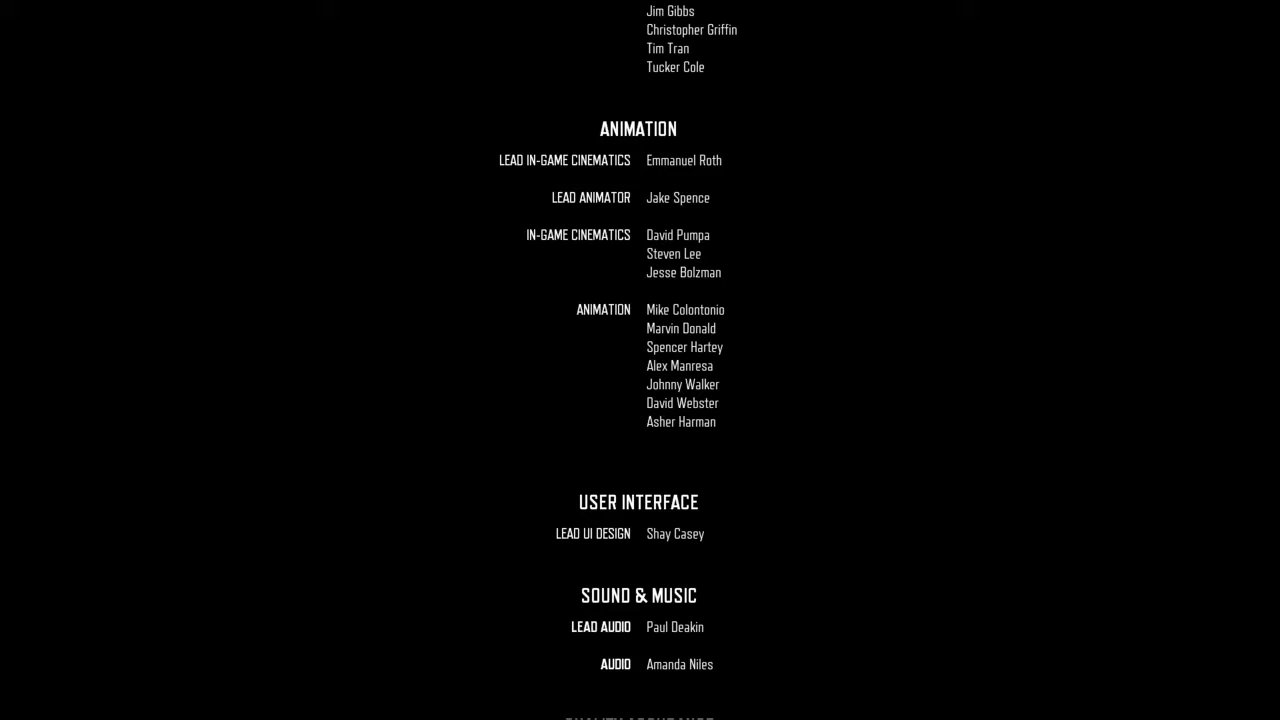 Jim Gibbs
Christopher Griffin
Tim Tran
Tucker Cole
ANIMATION
LEAD IN-GAME CINEMATICS Emmanuel Roth
LEAD ANIMATOR Jake Spence
IN-GAME CINEMATICS David Pumpa
Steven Lee
Jesse Bolzman
ANIMATION Mike Colontonio
Marvin Donald
Spencer Hartey
Alex Manresa
Johnny Walker
David Webster
Asher Harman
USER INTERFACE
LEAD UI DESIGN Shay Casey
SOUND & MUSIC
LEAD AUDIO Paul Deakin
AUDIO Amanda Niles